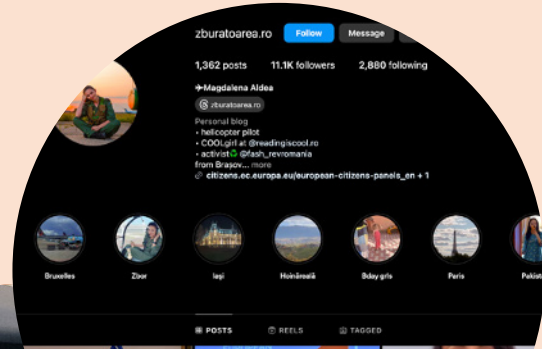 zburatoarea.ro Follow Message
1,362 posts 11.1K followers 2,880 following
✈Magdalena Aldea
zburatoarea.ro
Personal blog
• helicopter pilot
• COOLgirl at @readingiscool.ro
• activist♻ @fash_revromania
from Brașov... more
citizens.ec.europa.eu/european-citizens-panels_en + 1
Bruxelles Zbor Iași Hoinăreală Bday gris Paris Pakist
POSTS REELS TAGGED